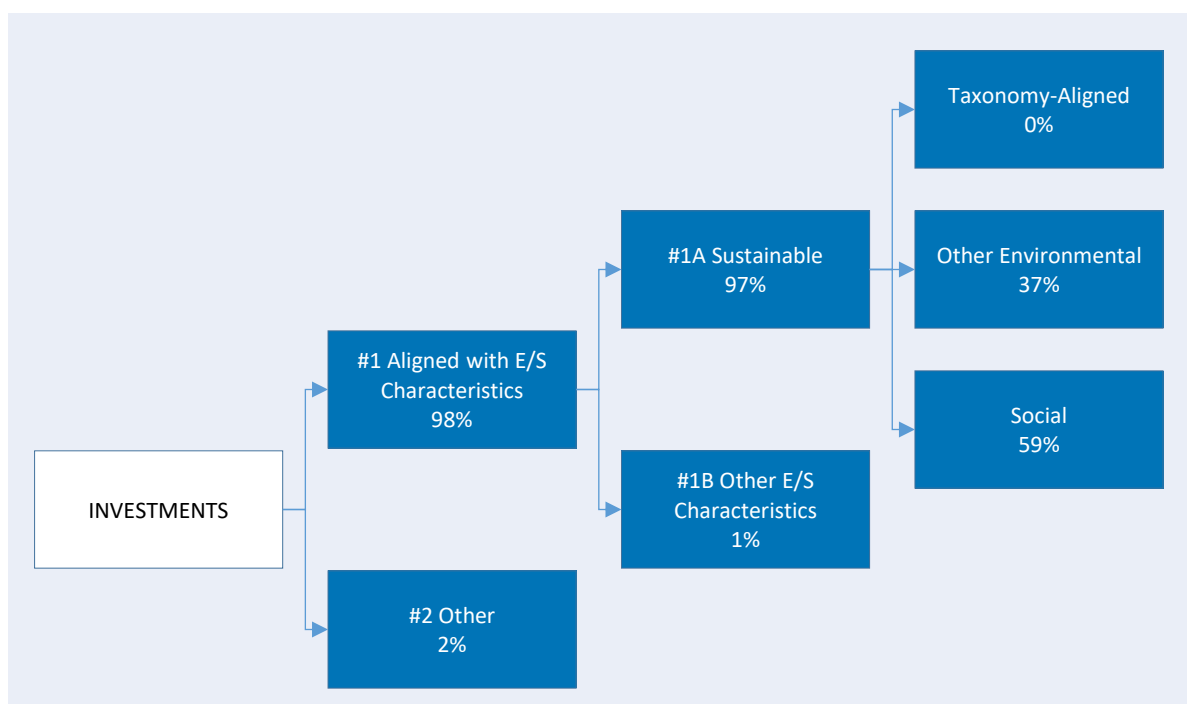 INVESTMENTS
#1 Aligned with E/S
Characteristics
98%
#2 Other
2%
#1A Sustainable
97%
#1B Other E/S
Characteristics
1%
Taxonomy-Aligned
0%
Other Environmental
37%
Social
59%